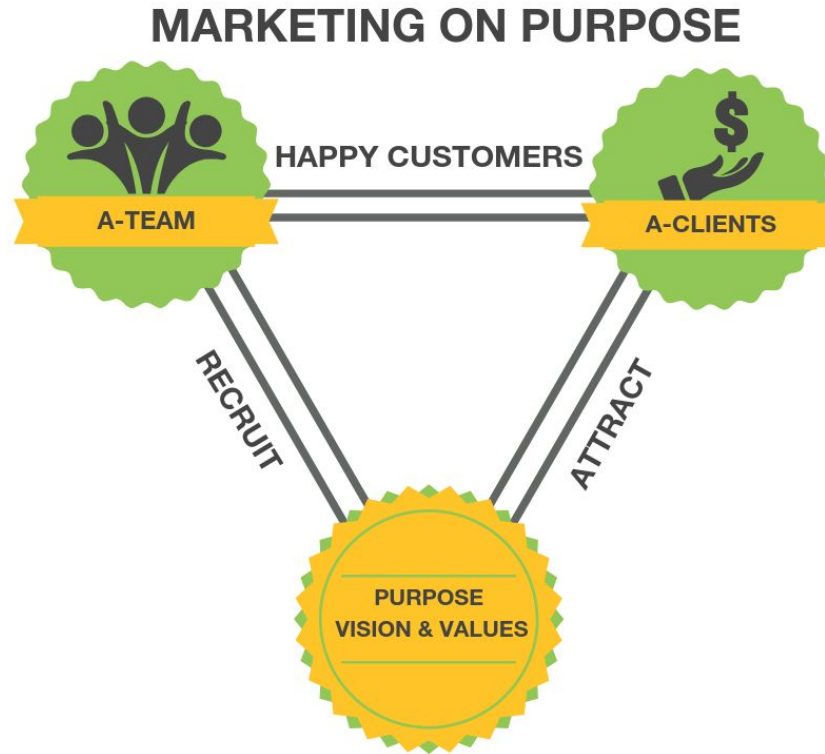 MARKETING ON PURPOSE
$
HAPPY CUSTOMERS
A-TEAM
A-CLIENTS
RECRUIT
ATTRACT
PURPOSE
VISION & VALUES